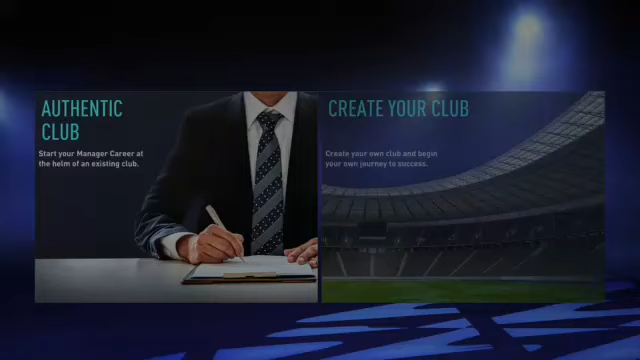 AUTHENTIC
CLUB
Start your Manager Career at
the helm of an existing club.
CREATE YOUR CLUB
Create your own club and begin
your own journey to success.